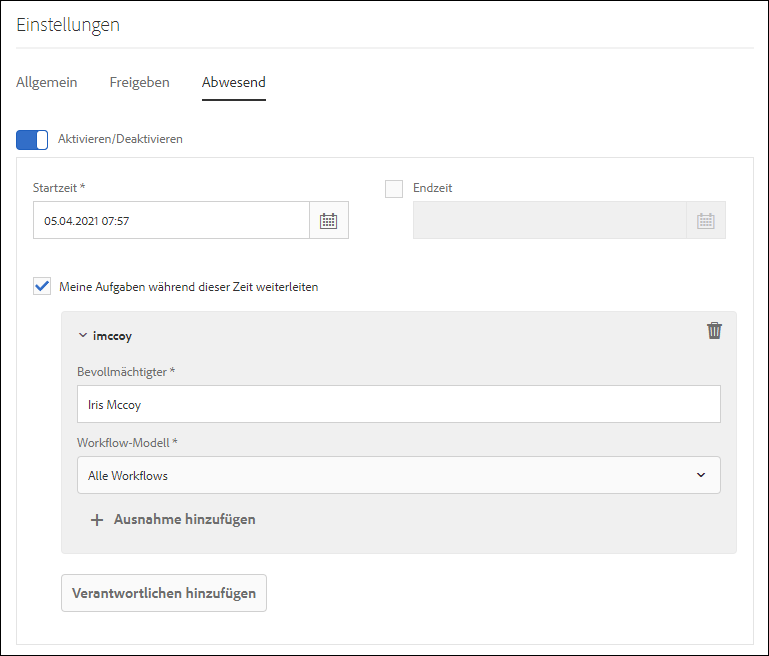 Einstellungen
Allgemein Freigeben Abwesend
Aktivieren/Deaktivieren
Startzeit * Endzeit
05.04.2021 07:57
Meine Aufgaben während dieser Zeit weiterleiten
imccoy
Bevollmächtigter *
Iris Mccoy
Workflow-Modell *
Alle Workflows
Ausnahme hinzufügen
Verantwortlichen hinzufügen